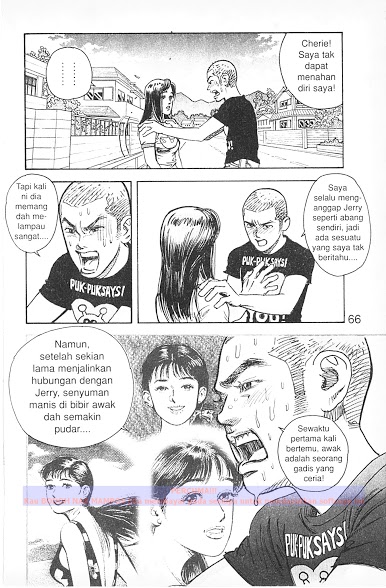 Cherie!
Saya tak
dapat
menahan
diri saya!
Saya
selalu meng-
anggap Jerry
seperti abang
sendiri, jadi
ada sesuatu
yang saya tak
beritahu....
PUK-PUKSAYS!
YOU!
Tapi kali
ni dia
memang
dah me-
lampau
sangat....
PUK-PUKSAYS!
66
Namun,
setelah sekian
lama menjalinkan
hubungan dengan
Jerry, senyuman
manis di bibir awak
dah semakin
pudar....
Sewaktu
pertama kali
bertemu, awak
adalah seorang
gadis yang
ceria!
PUK-PUKSAYS!